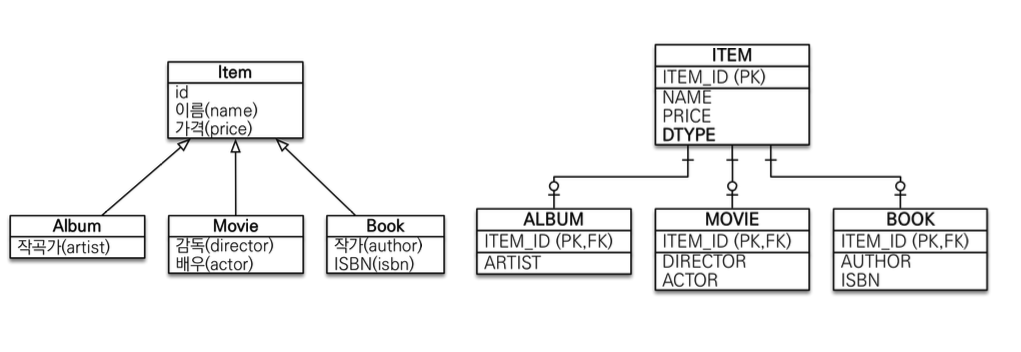 Item
id
이름(name)
가격(price)
Album
작곡가(artist)
Movie
감독(director)
배우(actor)
Book
작가(author)
ISBN(isbn)
ITEM
ITEM_ID (PK)
NAME
PRICE
DTYPE
ALBUM
ITEM_ID (PK,FK)
ARTIST
MOVIE
ITEM_ID (PK,FK)
DIRECTOR
ACTOR
BOOK
ITEM_ID (PK,FK)
AUTHOR
ISBN